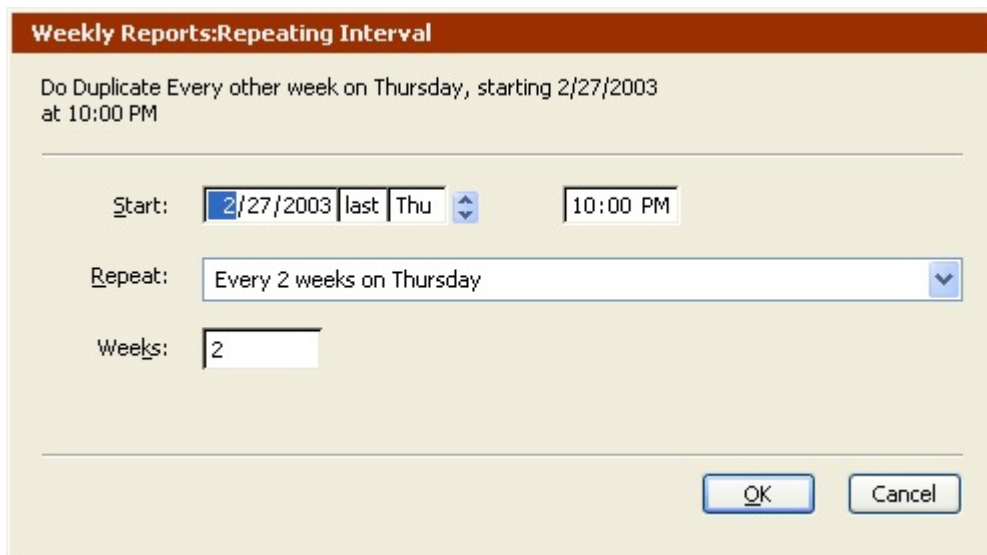 Weekly Reports:Repeating Interval
Do Duplicate Every other week on Thursday, starting 2/27/2003
at 10:00 PM
Start: 2/27/2003 last Thu 10:00 PM
Repeat: Every 2 weeks on Thursday
Weeks: 2
OK Cancel